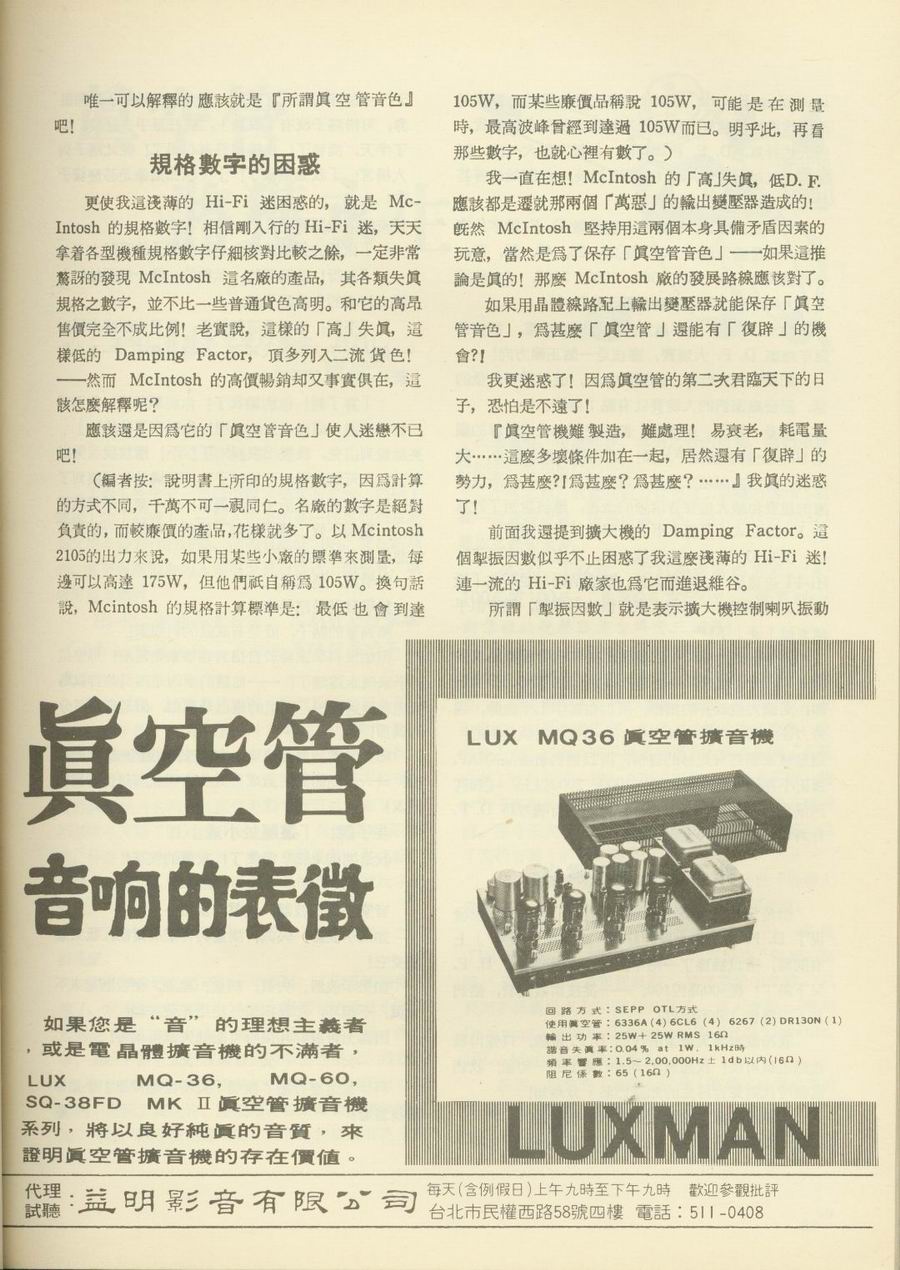 唯一可以解釋的應該就是『所謂眞空管音色』
吧!
規格數字的困惑
更使我這淺薄的 Hi-Fi 迷困惑的, 就是 Mc-
Intosh 的規格數字! 相信剛入行的 Hi-Fi 迷, 天天
拿着各型機種規格數字仔細核對比較之餘, 一定非常
驚訝的發現 McIntosh 這名廠的產品, 其各類失眞
規格之數字, 並不比一些普通貨色高明。和它的高昂
售價完全不成比例! 老實說, 這樣的「高」失眞, 這
樣低的 Damping Factor, 頂多列入二流貨色!
——然而 McIntosh 的高價暢銷却又事實俱在, 這
該怎麽解釋呢?
應該還是因爲它的「眞空管音色」使人迷戀不已
吧!
(編者按: 說明書上所印的規格數字, 因爲計算
的方式不同, 千萬不可一視同仁。名廠的數字是絕對
負責的, 而較廉價的產品, 花樣就多了。以 Mcintosh
2105的出力來說, 如果用某些小廠的標準來測量, 每
邊可以高達 175W, 但他們祇自稱爲 105W。換句話
說, Mcintosh 的規格計算標準是: 最低也會到達
105W, 而某些廉價品稱說 105W, 可能是在測量
時, 最高波峰曾經到達過 105W而已。明乎此, 再看
那些數字, 也就心裡有數了。)
我一直在想! McIntosh 的「高」失眞, 低D. F.
應該都是遷就那兩個「萬惡」的輸出變壓器造成的!
旣然 McIntosh 堅持用這兩個本身具備矛盾因素的
玩意, 當然是爲了保存「眞空管音色」——如果這推
論是眞的! 那麽 McIntosh 廠的發展路線應該對了。
如果用晶體線路配上輸出變壓器就能保存「眞空
管音色」, 爲甚麽「眞空管」還能有「復辟」的機
會?!
我更迷惑了! 因爲眞空管的第二次君臨天下的日
子, 恐怕是不遠了!
『眞空管機難製造, 難處理! 易衰老, 耗電量
大……這麽多壞條件加在一起, 居然還有「復辟」的
勢力, 爲甚麽?!爲甚麽? 爲甚麽? ……』我眞的迷惑
了!
前面我還提到擴大機的 Damping Factor。這
個掣振因數似乎不止困惑了我這麽淺薄的 Hi-Fi 迷!
連一流的 Hi-Fi 廠家也爲它而進退維谷。
所謂「掣振因數」就是表示擴大機控制喇叭振動
眞空管
音响的表徵
如果您是 “音” 的理想主義者
,或是電晶體擴音機的不滿者,
LUX MQ-36, MQ-60,
SQ-38FD MK II 眞空管擴音機
系列,將以良好純眞的音質,來
證明眞空管擴音機的存在價値。
LUX MQ36 眞空管擴音機
回路方式:SEPP OTL方式
使用眞空管:6336A(4) 6CL6 (4) 6267 (2) DR130N (1)
輸出功率:25W+25W RMS 16Ω
諧音失眞率:0.04% at 1W. 1kHz時
頻率響應:1.5~2,00,000Hz ± 1db以內(16Ω)
阻尼係數:65 (16Ω)
LUXMAN
代理
試聽
:益明影音有限公司
每天(含例假日)上午九時至下午九時 歡迎參觀批評
台北市民權西路58號四樓 電話:511-0408